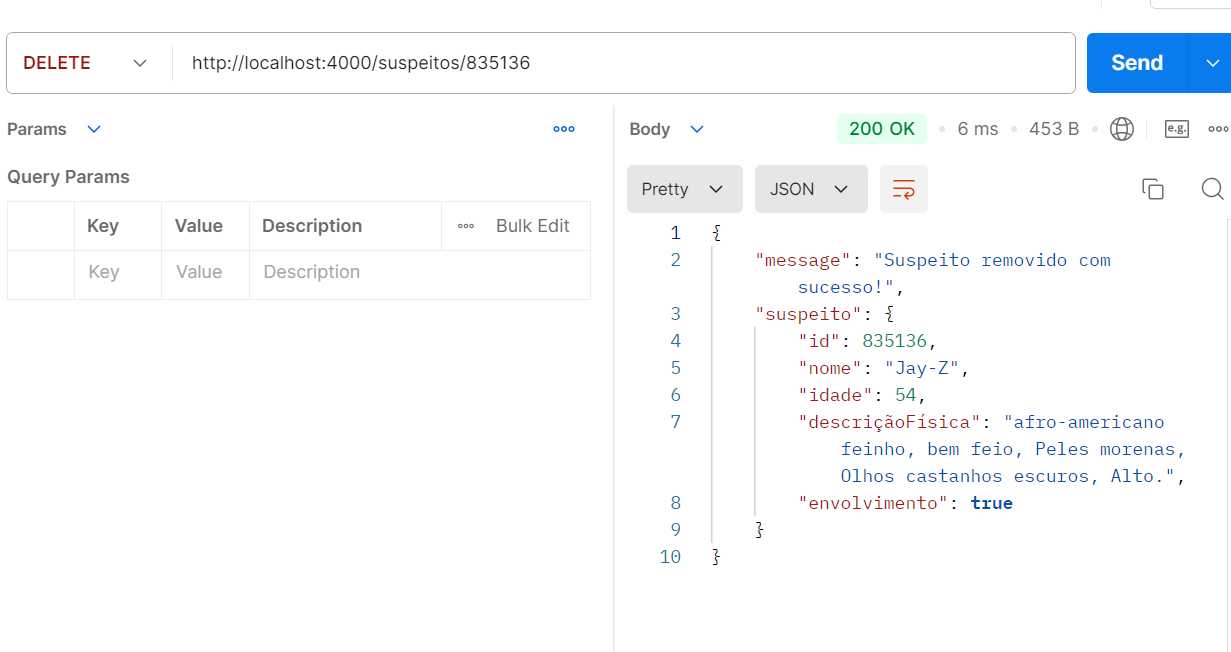 DELETE http://localhost:4000/suspeitos/835136 Send
Params
Query Params
Key Value Description Bulk Edit
Key Value Description
Body 200 OK 6 ms 453 B e.g.
Pretty JSON
1 {
2 "message": "Suspeito removido com
sucesso!",
3 "suspeito": {
4 "id": 835136,
5 "nome": "Jay-Z",
6 "idade": 54,
7 "descriçãoFísica": "afro-americano
feinho, bem feio, Peles morenas,
Olhos castanhos escuros, Alto.",
8 "envolvimento": true
9 }
10 }